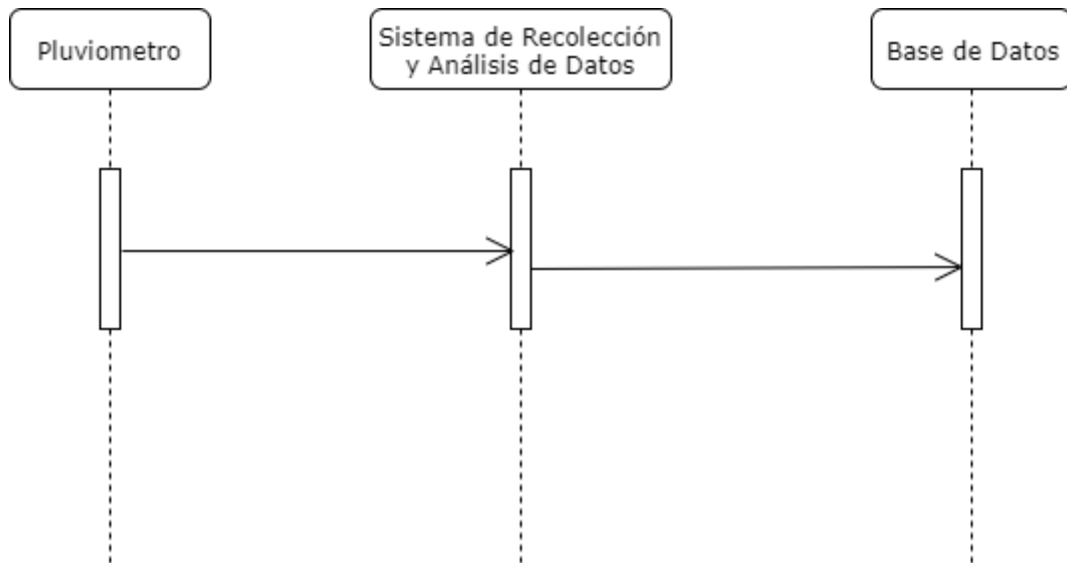 Pluviometro
Sistema de Recolección
y Análisis de Datos
Base de Datos